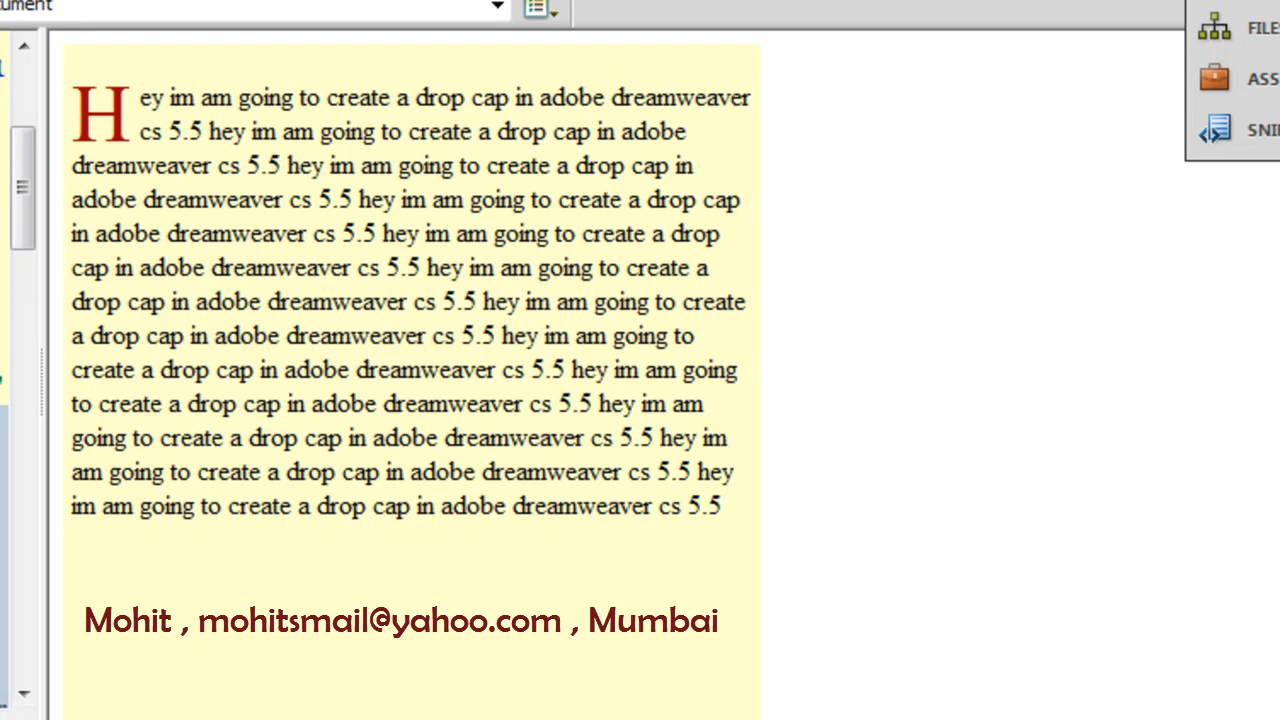 ument
FILES
ASS
SNI
Hey im am going to create a drop cap in adobe dreamweaver
cs 5.5 hey im am going to create a drop cap in adobe
dreamweaver cs 5.5 hey im am going to create a drop cap in
adobe dreamweaver cs 5.5 hey im am going to create a drop cap
in adobe dreamweaver cs 5.5 hey im am going to create a drop
cap in adobe dreamweaver cs 5.5 hey im am going to create a
drop cap in adobe dreamweaver cs 5.5 hey im am going to create
a drop cap in adobe dreamweaver cs 5.5 hey im am going to
create a drop cap in adobe dreamweaver cs 5.5 hey im am going
to create a drop cap in adobe dreamweaver cs 5.5 hey im am
going to create a drop cap in adobe dreamweaver cs 5.5 hey im
am going to create a drop cap in adobe dreamweaver cs 5.5 hey
im am going to create a drop cap in adobe dreamweaver cs 5.5
Mohit , mohitsmail@yahoo.com , Mumbai